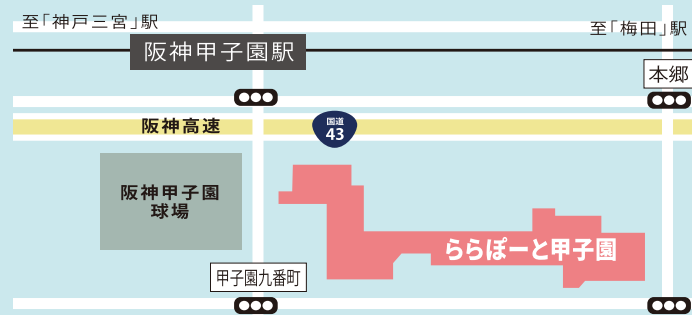 至「神戸三宮」駅
至「梅田」駅
阪神甲子園駅
本郷
阪神高速
国道
43
阪神甲子園
球場
ららぽーと甲子園
甲子園九番町